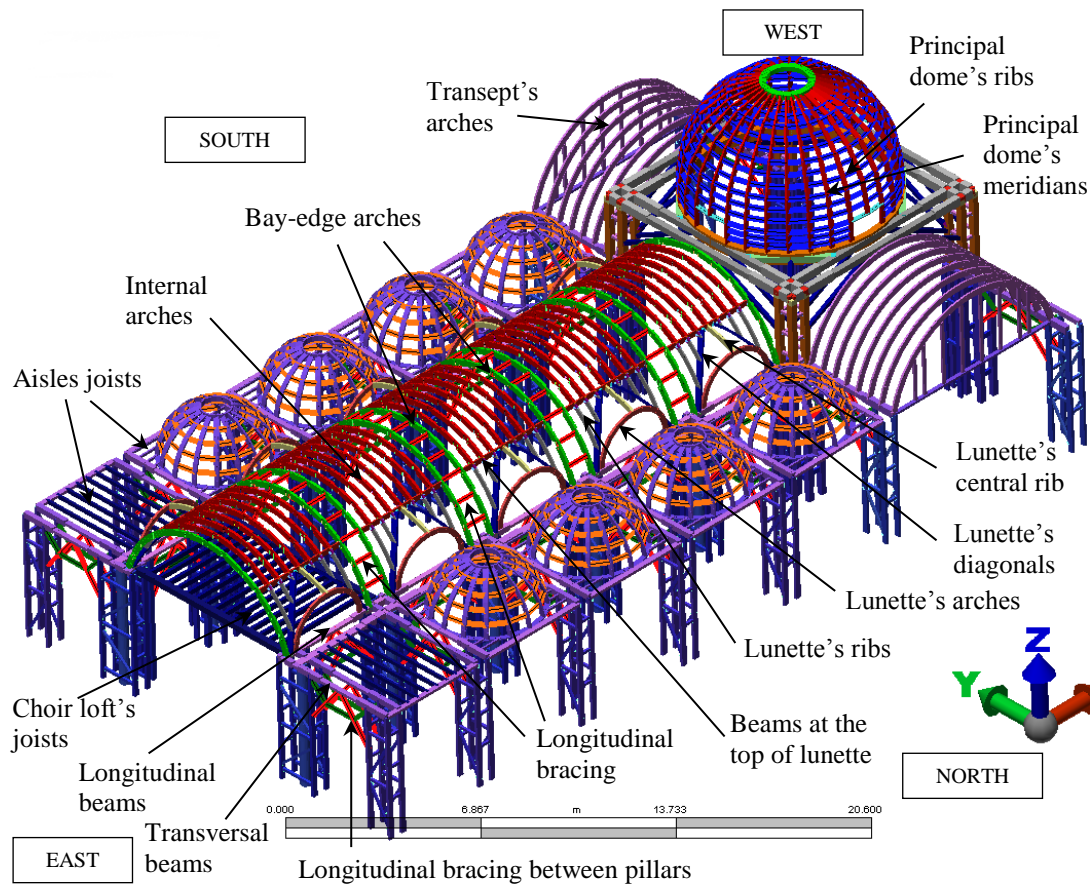 WEST
Principal
dome’s ribs
Transept’s
arches
Principal
dome’s
meridians
SOUTH
Bay-edge arches
Internal
arches
Aisles joists
Lunette’s
central rib
Lunette’s
diagonals
Lunette’s arches
Lunette’s ribs
Z
Y
Choir loft’s
joists
Beams at the
top of lunette
Longitudinal
bracing
NORTH
Longitudinal
beams
0.000 6.867 m 13.733 20.600
Transversal
beams
EAST
Longitudinal bracing between pillars